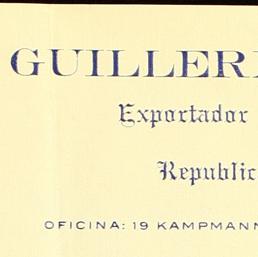 GUILLER
Exportador
Republic
OFICINA: 19 KAMPMANN